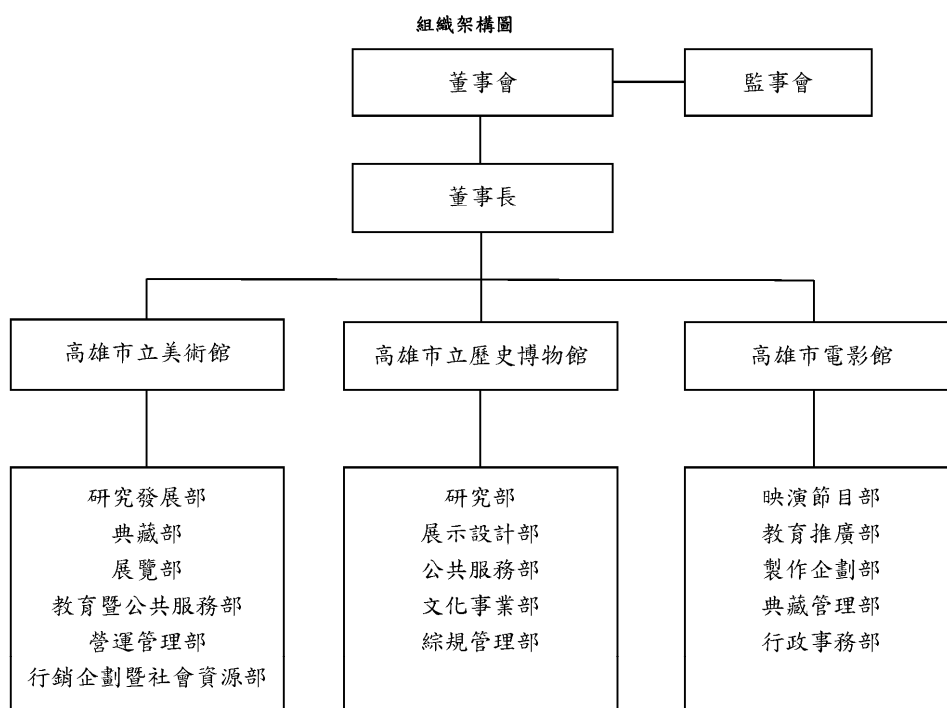 組織架構圖
董事會
監事會
董事長
高雄市立美術館
高雄市立歷史博物館
高雄市電影館
研究發展部
典藏部
展覽部
教育暨公共服務部
營運管理部
行銷企劃暨社會資源部
研究部
展示設計部
公共服務部
文化事業部
綜規管理部
映演節目部
教育推廣部
製作企劃部
典藏管理部
行政事務部